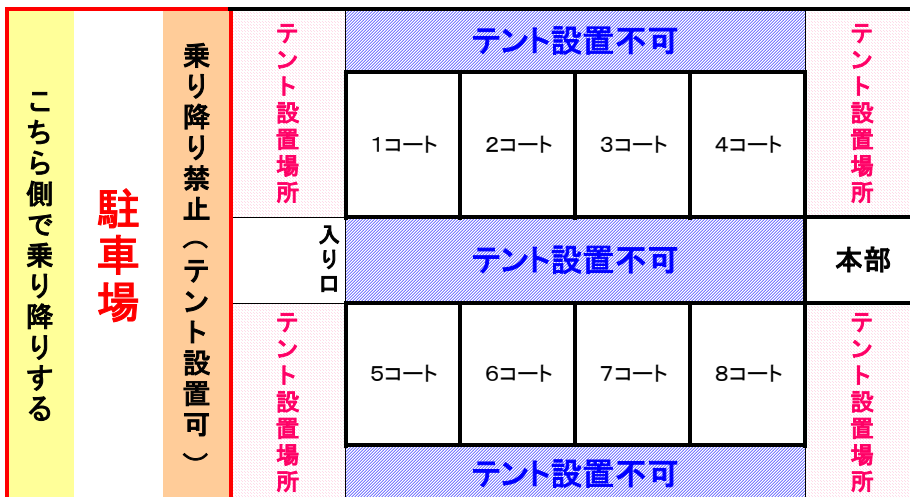 こちら側で乗り降りする
駐車場
乗り降り禁止（テント設置可）
テント設置場所
テント設置不可
テント設置場所
1コート
2コート
3コート
4コート
入り口
テント設置不可
本部
テント設置場所
5コート
6コート
7コート
8コート
テント設置場所
テント設置不可